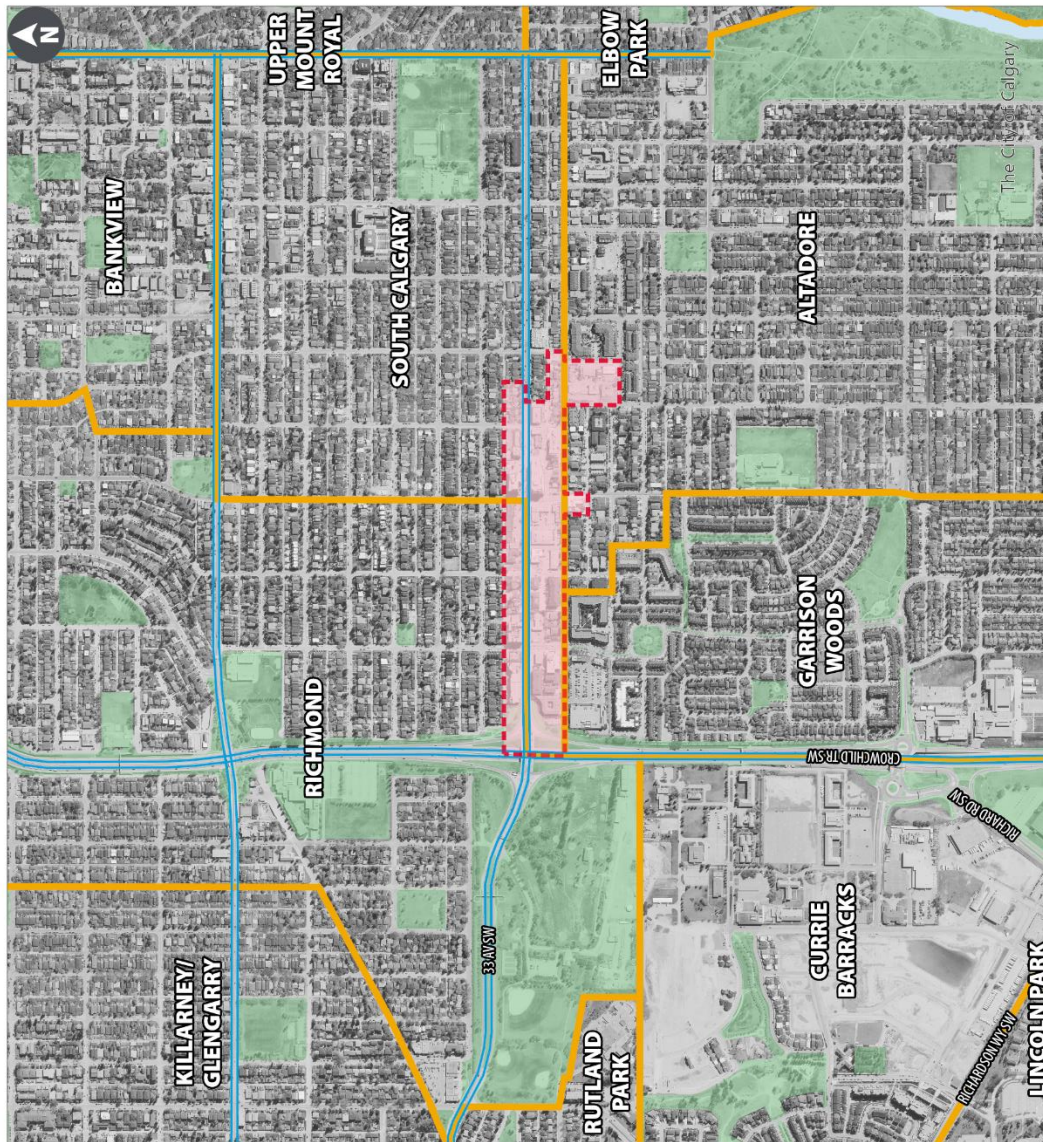 N
BANKVIEW
KILLARNEY/
GLENGARRY
UPPER
MOUNT
ROYAL
RICHMOND
SOUTH CALGARY
33 AV SW
RUTLAND
PARK
ELBOW
PARK
CURRIE
BARRACKS
GARRISON
WOODS
ALTADORE
CROWCHILD TR SW
RICHARD RD SW
RICHARDSON WY SW
LINCOLN PARK
The City of Calgary